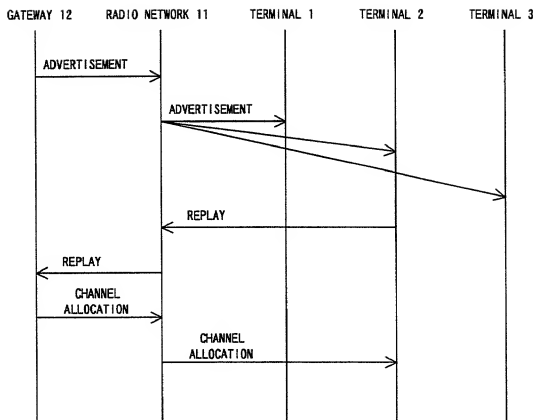 GATEWAY 12 RADIO NETWORK 11 TERMINAL 1 TERMINAL 2 TERMINAL 3
ADVERTISEMENT
ADVERTISEMENT
REPLAY
REPLAY
CHANNEL
ALLOCATION
CHANNEL
ALLOCATION